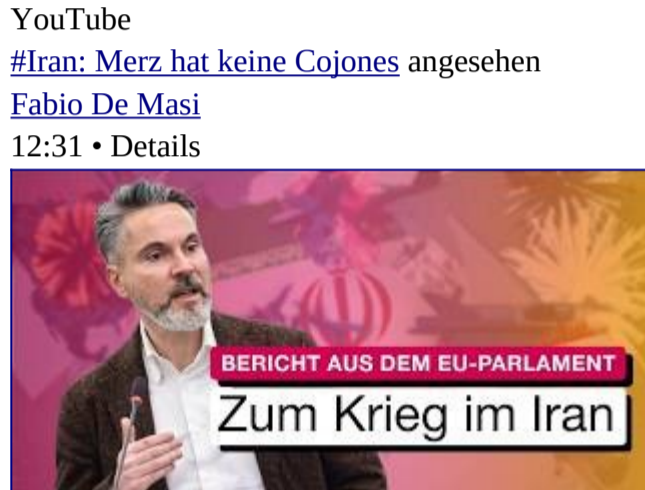 YouTube
#Iran: Merz hat keine Cojones angesehen
Fabio De Masi
12:31 • Details
BERICHT AUS DEM EU-PARLAMENT
Zum Krieg im Iran